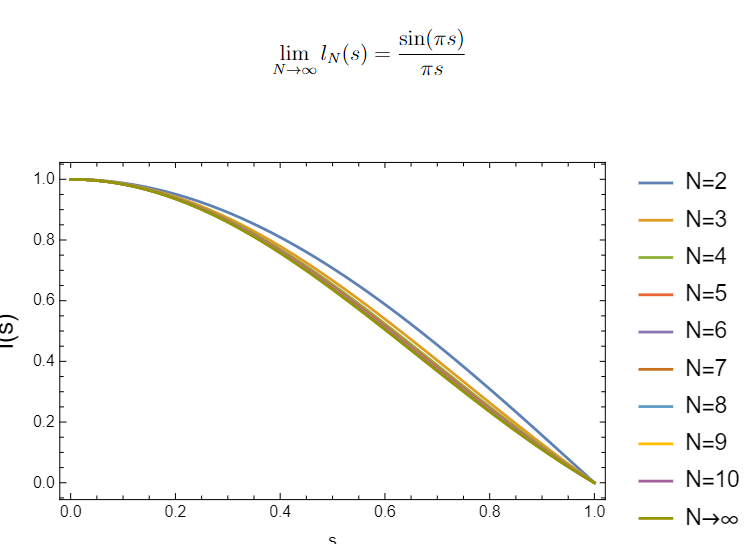 lim N→∞ l_N(s) = sin(πs) / πs
N=2
N=3
N=4
N=5
N=6
N=7
N=8
N=9
N=10
N→∞
1.0
0.8
0.6
0.4
0.2
0.0
0.0 0.2 0.4 0.6 0.8 1.0
s